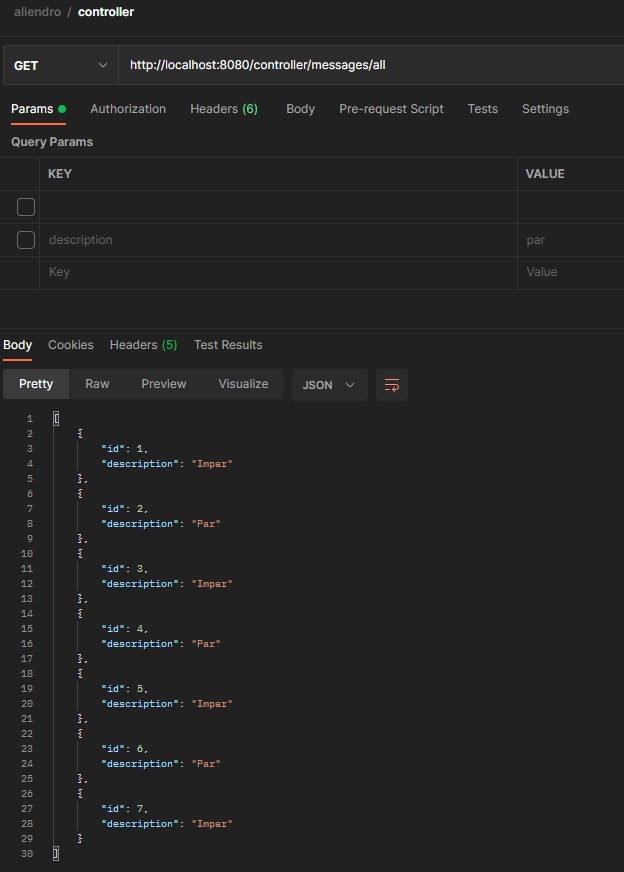 aliendro / controller
GET http://localhost:8080/controller/messages/all
Params Authorization Headers (6) Body Pre-request Script Tests Settings
Query Params
KEY VALUE
description par
Key Value
Body Cookies Headers (5) Test Results
Pretty Raw Preview Visualize JSON
1 [
2 {
3 "id": 1,
4 "description": "Impar"
5 },
6 {
7 "id": 2,
8 "description": "Par"
9 },
10 {
11 "id": 3,
12 "description": "Impar"
13 },
14 {
15 "id": 4,
16 "description": "Par"
17 },
18 {
19 "id": 5,
20 "description": "Impar"
21 },
22 {
23 "id": 6,
24 "description": "Par"
25 },
26 {
27 "id": 7,
28 "description": "Impar"
29 }
30 ]